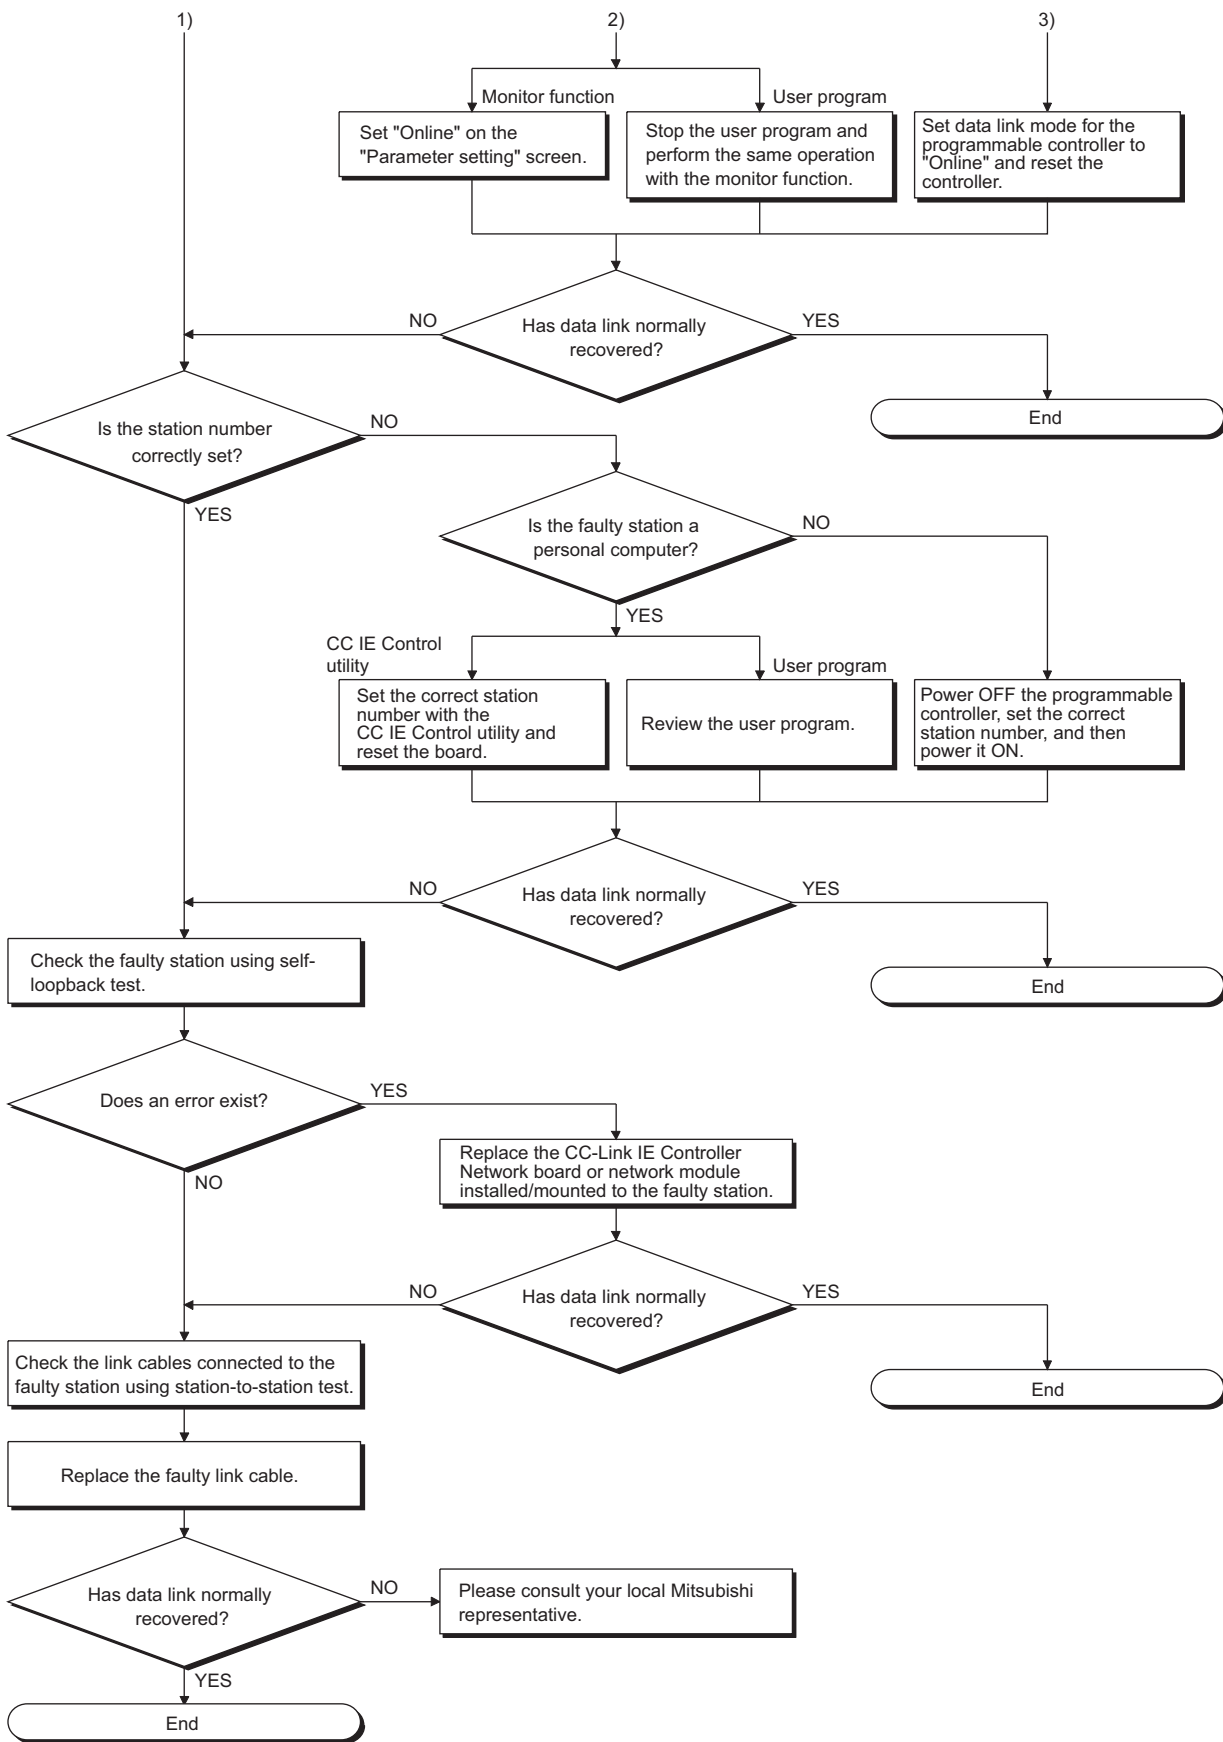 1)
2)
3)
Monitor function
User program
Set "Online" on the
"Parameter setting" screen.
Stop the user program and
perform the same operation
with the monitor function.
Set data link mode for the
programmable controller to
"Online" and reset the
controller.
NO
Has data link normally
recovered?
YES
End
Is the station number
correctly set?
NO
YES
Is the faulty station a
personal computer?
NO
YES
CC IE Control
utility
User program
Set the correct station
number with the
CC IE Control utility and
reset the board.
Review the user program.
Power OFF the programmable
controller, set the correct
station number, and then
power it ON.
NO
Has data link normally
recovered?
YES
End
Check the faulty station using self-
loopback test.
Does an error exist?
YES
NO
Replace the CC-Link IE Controller
Network board or network module
installed/mounted to the faulty station.
NO
Has data link normally
recovered?
YES
End
Check the link cables connected to the
faulty station using station-to-station test.
Replace the faulty link cable.
Has data link normally
recovered?
NO
Please consult your local Mitsubishi
representative.
YES
End